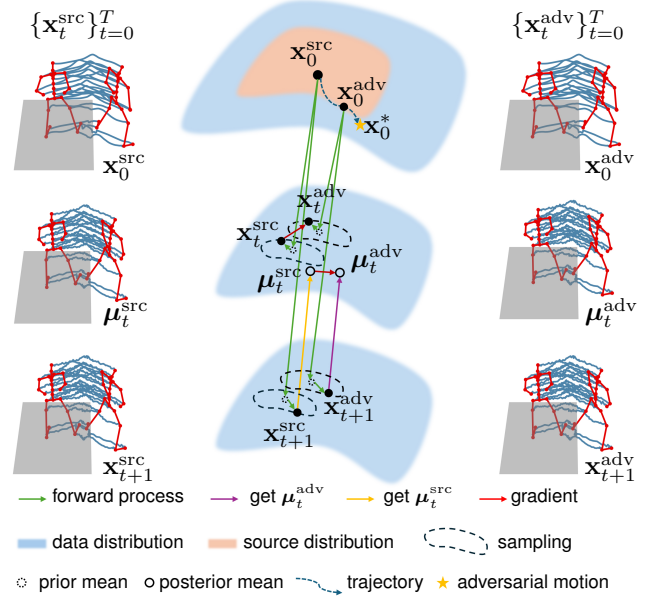 {x_t^src}_{t=0}^T
{x_t^adv}_{t=0}^T
x_0^src
x_0^adv
x_0^*
x_0^src
x_0^adv
x_t^adv
x_t^src
μ_t^src
μ_t^adv
μ_t^src
μ_t^adv
x_{t+1}^adv
x_{t+1}^src
x_{t+1}^src
x_{t+1}^adv
forward process get μ_t^adv get μ_t^src gradient
data distribution source distribution sampling
prior mean posterior mean trajectory adversarial motion